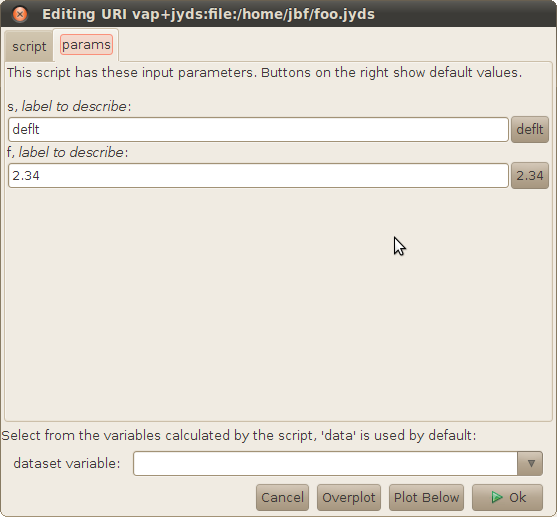 Editing URI vap+jyds:file:/home/jbf/foo.jyds
script params
This script has these input parameters. Buttons on the right show default values.
s, label to describe:
deflt deflt
f, label to describe:
2.34 2.34
Select from the variables calculated by the script, 'data' is used by default:
dataset variable:
Cancel Overplot Plot Below Ok